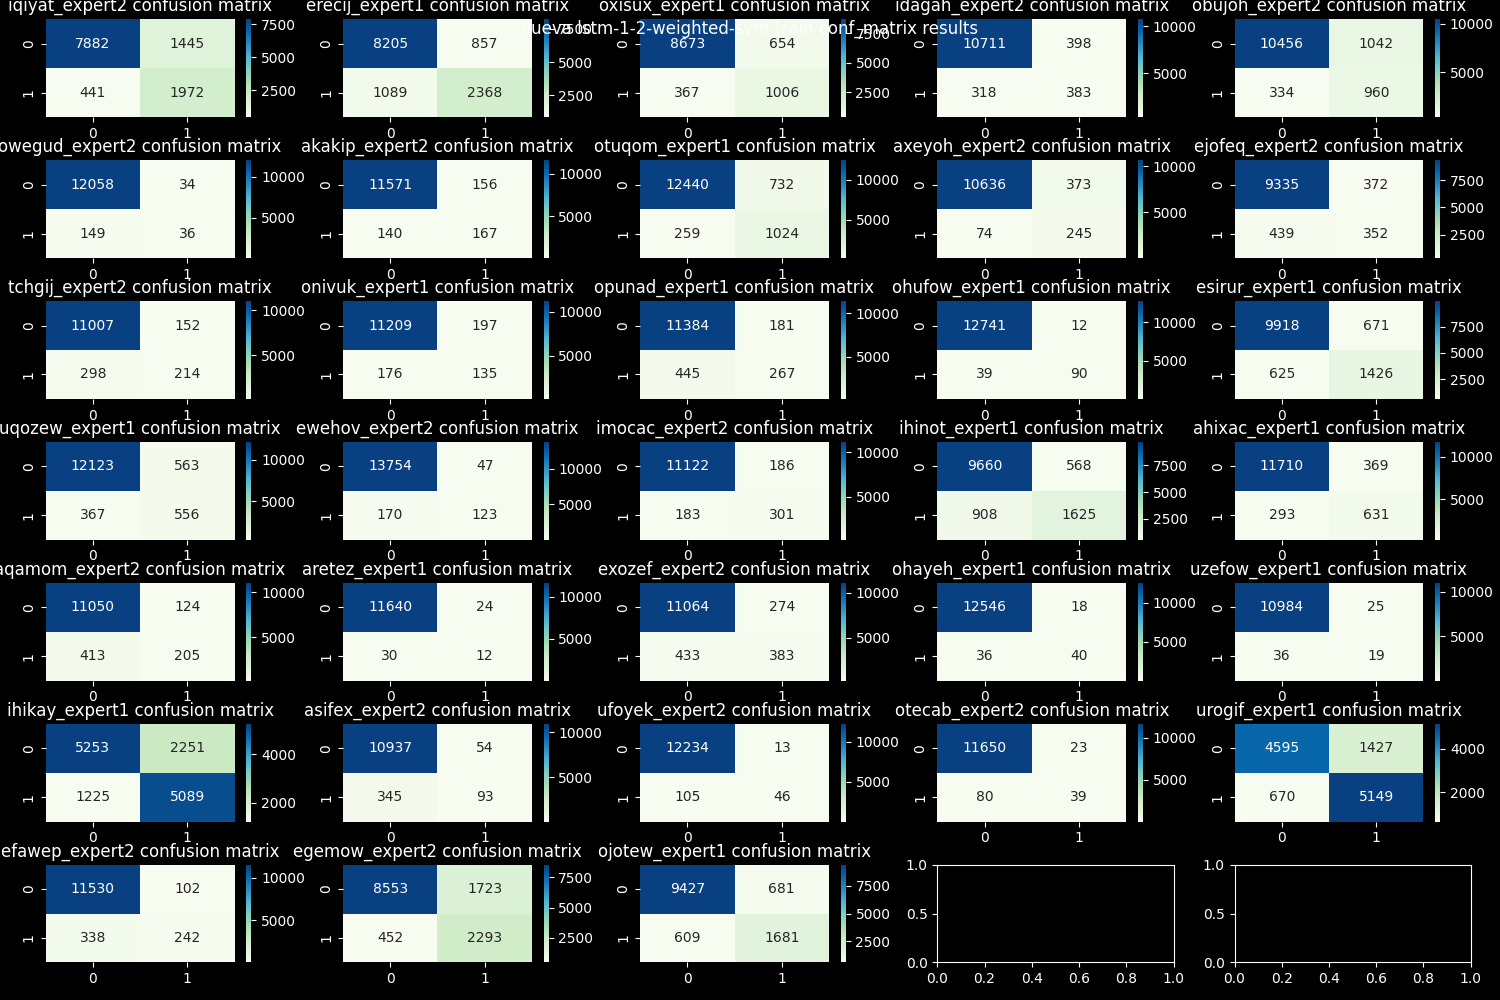 iqiyat_expert2 confusion matrix
erecij_expert1 confusion matrix
oxisux_expert1 confusion matrix
idagah_expert2 confusion matrix
obujoh_expert2 confusion matrix
lstm-1-2-weighted-svm train conf_matrix results
0 7882 1445 7500 5000 2500
1 441 1972
0 1
0 8205 857 7500 5000 2500
1 1089 2368
0 1
0 8673 654 7500 5000 2500
1 367 1006
0 1
0 10711 398 10000 5000
1 318 383
0 1
0 10456 1042 10000 5000
1 334 960
0 1
owegud_expert2 confusion matrix
akakip_expert2 confusion matrix
otuqom_expert1 confusion matrix
axeyoh_expert2 confusion matrix
ejofeq_expert2 confusion matrix
0 12058 34 10000 5000
1 149 36
0 1
0 11571 156 10000 5000
1 140 167
0 1
0 12440 732 10000 5000
1 259 1024
0 1
0 10636 373 10000 5000
1 74 245
0 1
0 9335 372 7500 5000 2500
1 439 352
0 1
tchgij_expert2 confusion matrix
onivuk_expert1 confusion matrix
opunad_expert1 confusion matrix
ohufow_expert1 confusion matrix
esirur_expert1 confusion matrix
0 11007 152 10000 5000
1 298 214
0 1
0 11209 197 10000 5000
1 176 135
0 1
0 11384 181 10000 5000
1 445 267
0 1
0 12741 12 10000 5000
1 39 90
0 1
0 9918 671 7500 5000 2500
1 625 1426
0 1
uqozew_expert1 confusion matrix
ewehov_expert2 confusion matrix
imocac_expert2 confusion matrix
ihinot_expert1 confusion matrix
ahixac_expert1 confusion matrix
0 12123 563 10000 5000
1 367 556
0 1
0 13754 47 10000 5000
1 170 123
0 1
0 11122 186 10000 5000
1 183 301
0 1
0 9660 568 7500 5000 2500
1 908 1625
0 1
0 11710 369 10000 5000
1 293 631
0 1
aqamom_expert2 confusion matrix
aretez_expert1 confusion matrix
exozef_expert2 confusion matrix
ohayeh_expert1 confusion matrix
uzefow_expert1 confusion matrix
0 11050 124 10000 5000
1 413 205
0 1
0 11640 24 10000 5000
1 30 12
0 1
0 11064 274 10000 5000
1 433 383
0 1
0 12546 18 10000 5000
1 36 40
0 1
0 10984 25 10000 5000
1 36 19
0 1
ihikay_expert1 confusion matrix
asifex_expert2 confusion matrix
ufoyek_expert2 confusion matrix
otecab_expert2 confusion matrix
urogif_expert1 confusion matrix
0 5253 2251 4000 2000
1 1225 5089
0 1
0 10937 54 10000 5000
1 345 93
0 1
0 12234 13 10000 5000
1 105 46
0 1
0 11650 23 10000 5000
1 80 39
0 1
0 4595 1427 4000 2000
1 670 5149
0 1
efawep_expert2 confusion matrix
egemow_expert2 confusion matrix
ojotew_expert1 confusion matrix
0 11530 102 10000 5000
1 338 242
0 1
0 8553 1723 7500 5000 2500
1 452 2293
0 1
0 9427 681 7500 5000 2500
1 609 1681
0 1
1.0
0.5
0.0
0.0 0.2 0.4 0.6 0.8 1.0
1.0
0.5
0.0
0.0 0.2 0.4 0.6 0.8 1.0